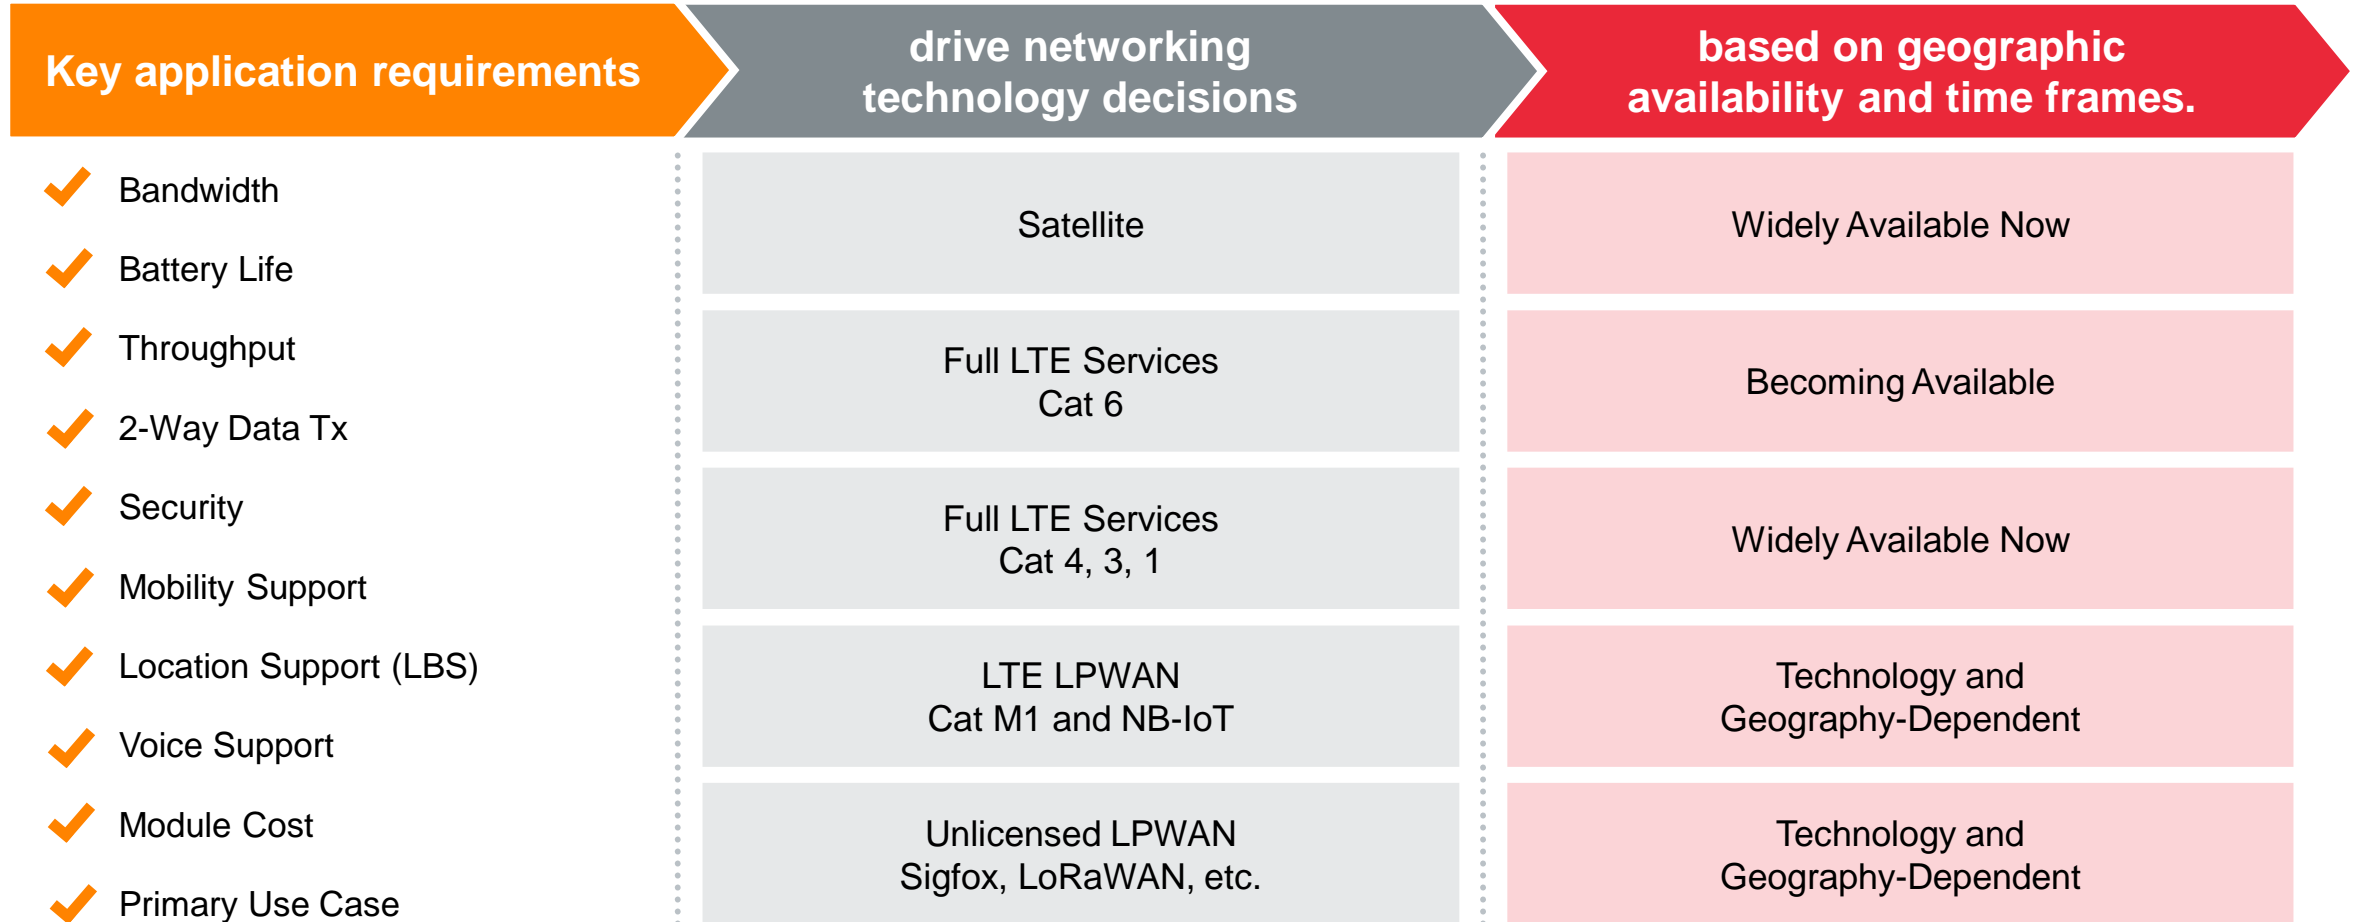 Key application requirements
drive networking
technology decisions
based on geographic
availability and time frames.
Bandwidth
Battery Life
Throughput
2-Way Data Tx
Security
Mobility Support
Location Support (LBS)
Voice Support
Module Cost
Primary Use Case
Satellite
Widely Available Now
Full LTE Services
Cat 6
Becoming Available
Full LTE Services
Cat 4, 3, 1
Widely Available Now
LTE LPWAN
Cat M1 and NB-IoT
Technology and
Geography-Dependent
Unlicensed LPWAN
Sigfox, LoRaWAN, etc.
Technology and
Geography-Dependent